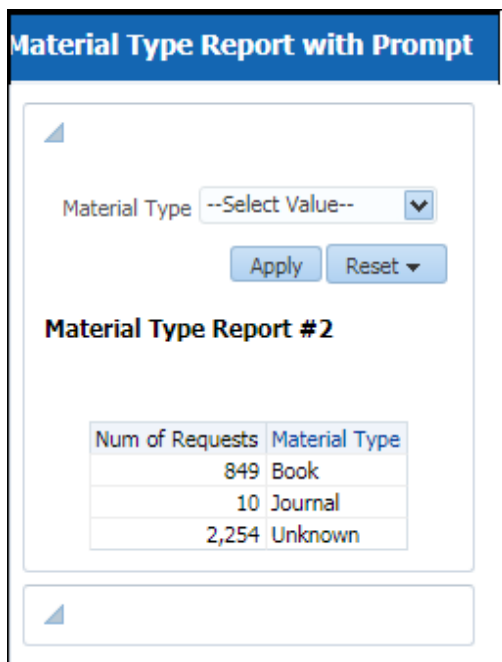 Material Type Report with Prompt
Material Type --Select Value--
Apply Reset
Material Type Report #2
Num of Requests Material Type
849 Book
10 Journal
2,254 Unknown